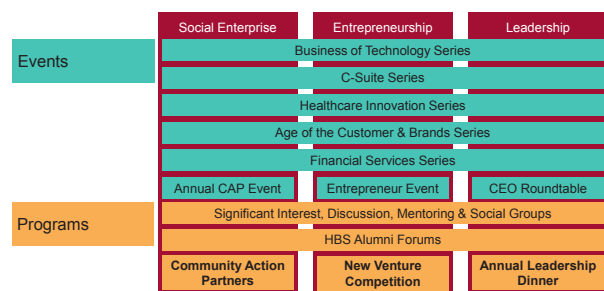 Social Enterprise Entrepreneurship Leadership
Events
Business of Technology Series
C-Suite Series
Healthcare Innovation Series
Age of the Customer & Brands Series
Financial Services Series
Annual CAP Event Entrepreneur Event CEO Roundtable
Programs
Significant Interest, Discussion, Mentoring & Social Groups
HBS Alumni Forums
Community Action
Partners
New Venture
Competition
Annual Leadership
Dinner